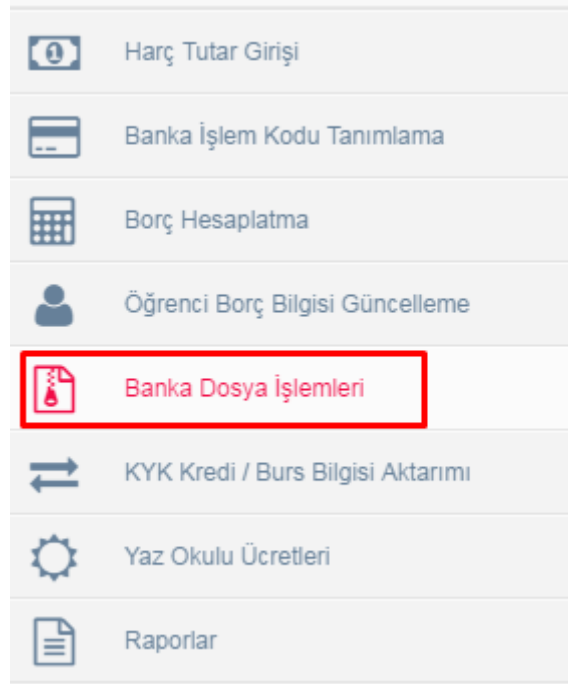 Harç Tutar Girişi
Banka İşlem Kodu Tanımlama
Borç Hesaplatma
Öğrenci Borç Bilgisi Güncelleme
Banka Dosya İşlemleri
KYK Kredi / Burs Bilgisi Aktarımı
Yaz Okulu Ücretleri
Raporlar